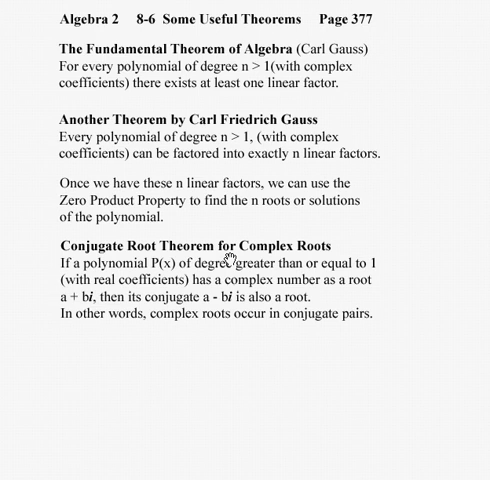 Algebra 2 8-6 Some Useful Theorems Page 377
The Fundamental Theorem of Algebra (Carl Gauss)
For every polynomial of degree n > 1(with complex
coefficients) there exists at least one linear factor.
Another Theorem by Carl Friedrich Gauss
Every polynomial of degree n > 1, (with complex
coefficients) can be factored into exactly n linear factors.
Once we have these n linear factors, we can use the
Zero Product Property to find the n roots or solutions
of the polynomial.
Conjugate Root Theorem for Complex Roots
If a polynomial P(x) of degree greater than or equal to 1
(with real coefficients) has a complex number as a root
a + bi, then its conjugate a - bi is also a root.
In other words, complex roots occur in conjugate pairs.